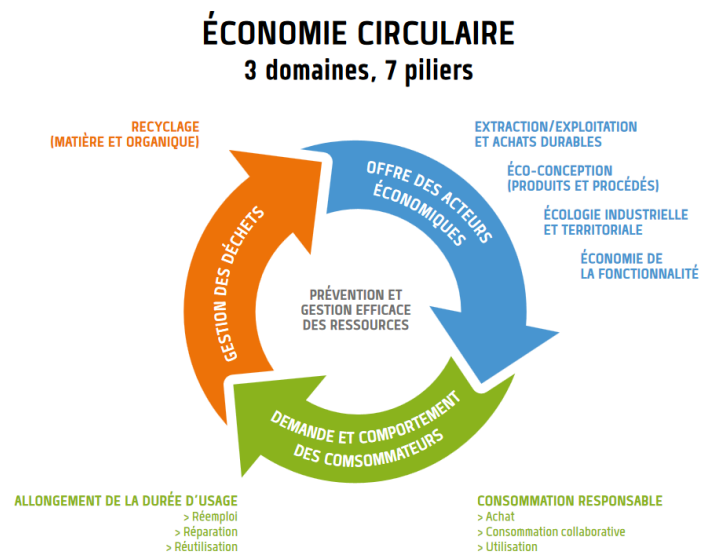 ÉCONOMIE CIRCULAIRE
3 domaines, 7 piliers
RECYCLAGE
(MATIÈRE ET ORGANIQUE)
EXTRACTION/EXPLOITATION
ET ACHATS DURABLES
ÉCO-CONCEPTION
(PRODUITS ET PROCÉDÉS)
ÉCOLOGIE INDUSTRIELLE
ET TERRITORIALE
ÉCONOMIE DE
LA FONCTIONNALITÉ
OFFRE DES ACTEURS
ÉCONOMIQUES
GESTION DES DÉCHETS
PRÉVENTION ET
GESTION EFFICACE
DES RESSOURCES
DEMANDE ET COMPORTEMENT
DES COMSOMMATEURS
ALLONGEMENT DE LA DURÉE D'USAGE
> Réemploi
> Réparation
> Réutilisation
CONSOMMATION RESPONSABLE
> Achat
> Consommation collaborative
> Utilisation